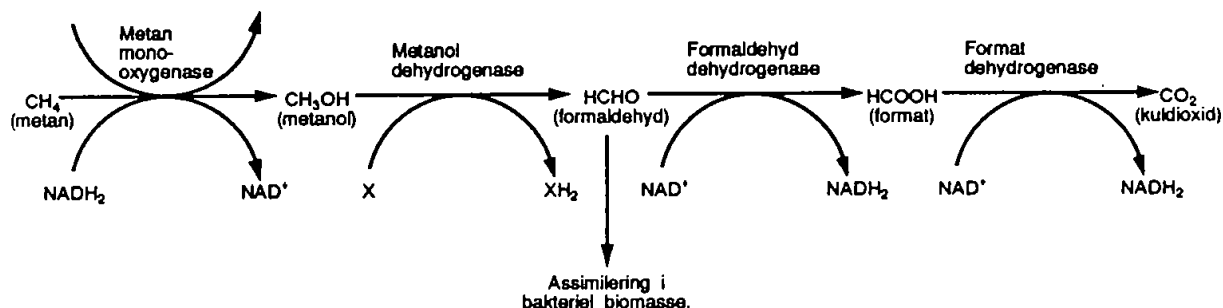 Metan
mono-
oxygenase
Metanol
dehydrogenase
Formaldehyd
dehydrogenase
Format
dehydrogenase
CH₄
(metan)
CH₃OH
(metanol)
HCHO
(formaldehyd)
HCOOH
(format)
CO₂
(kuldioxid)
NADH₂
NAD⁺
X
XH₂
NAD⁺
NADH₂
NAD⁺
NADH₂
Assimilering i
bakteriel biomasse.